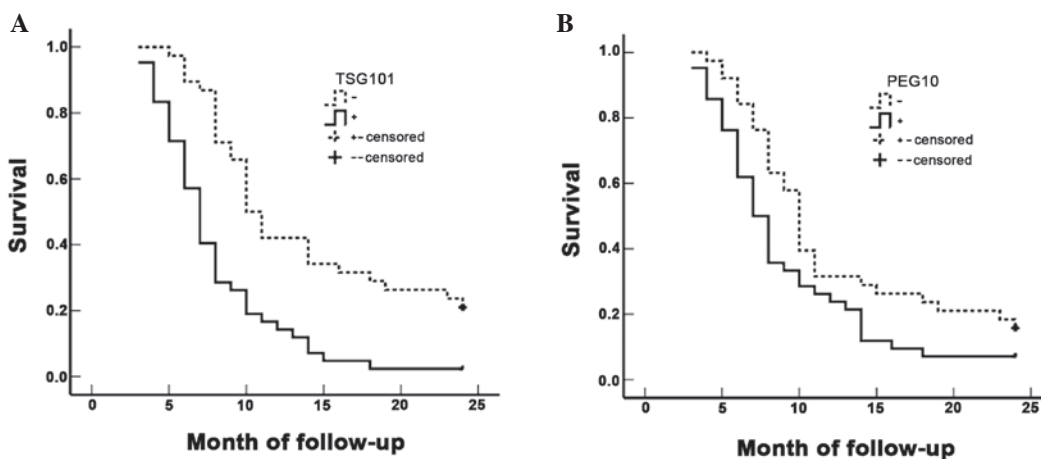 A
1.0
0.8
0.6
0.4
0.2
0.0
Survival
TSG101
-
+
+-censored
--censored
0 5 10 15 20 25
Month of follow-up
B
1.0
0.8
0.6
0.4
0.2
0.0
Survival
PEG10
-
+
+-censored
--censored
0 5 10 15 20 25
Month of follow-up